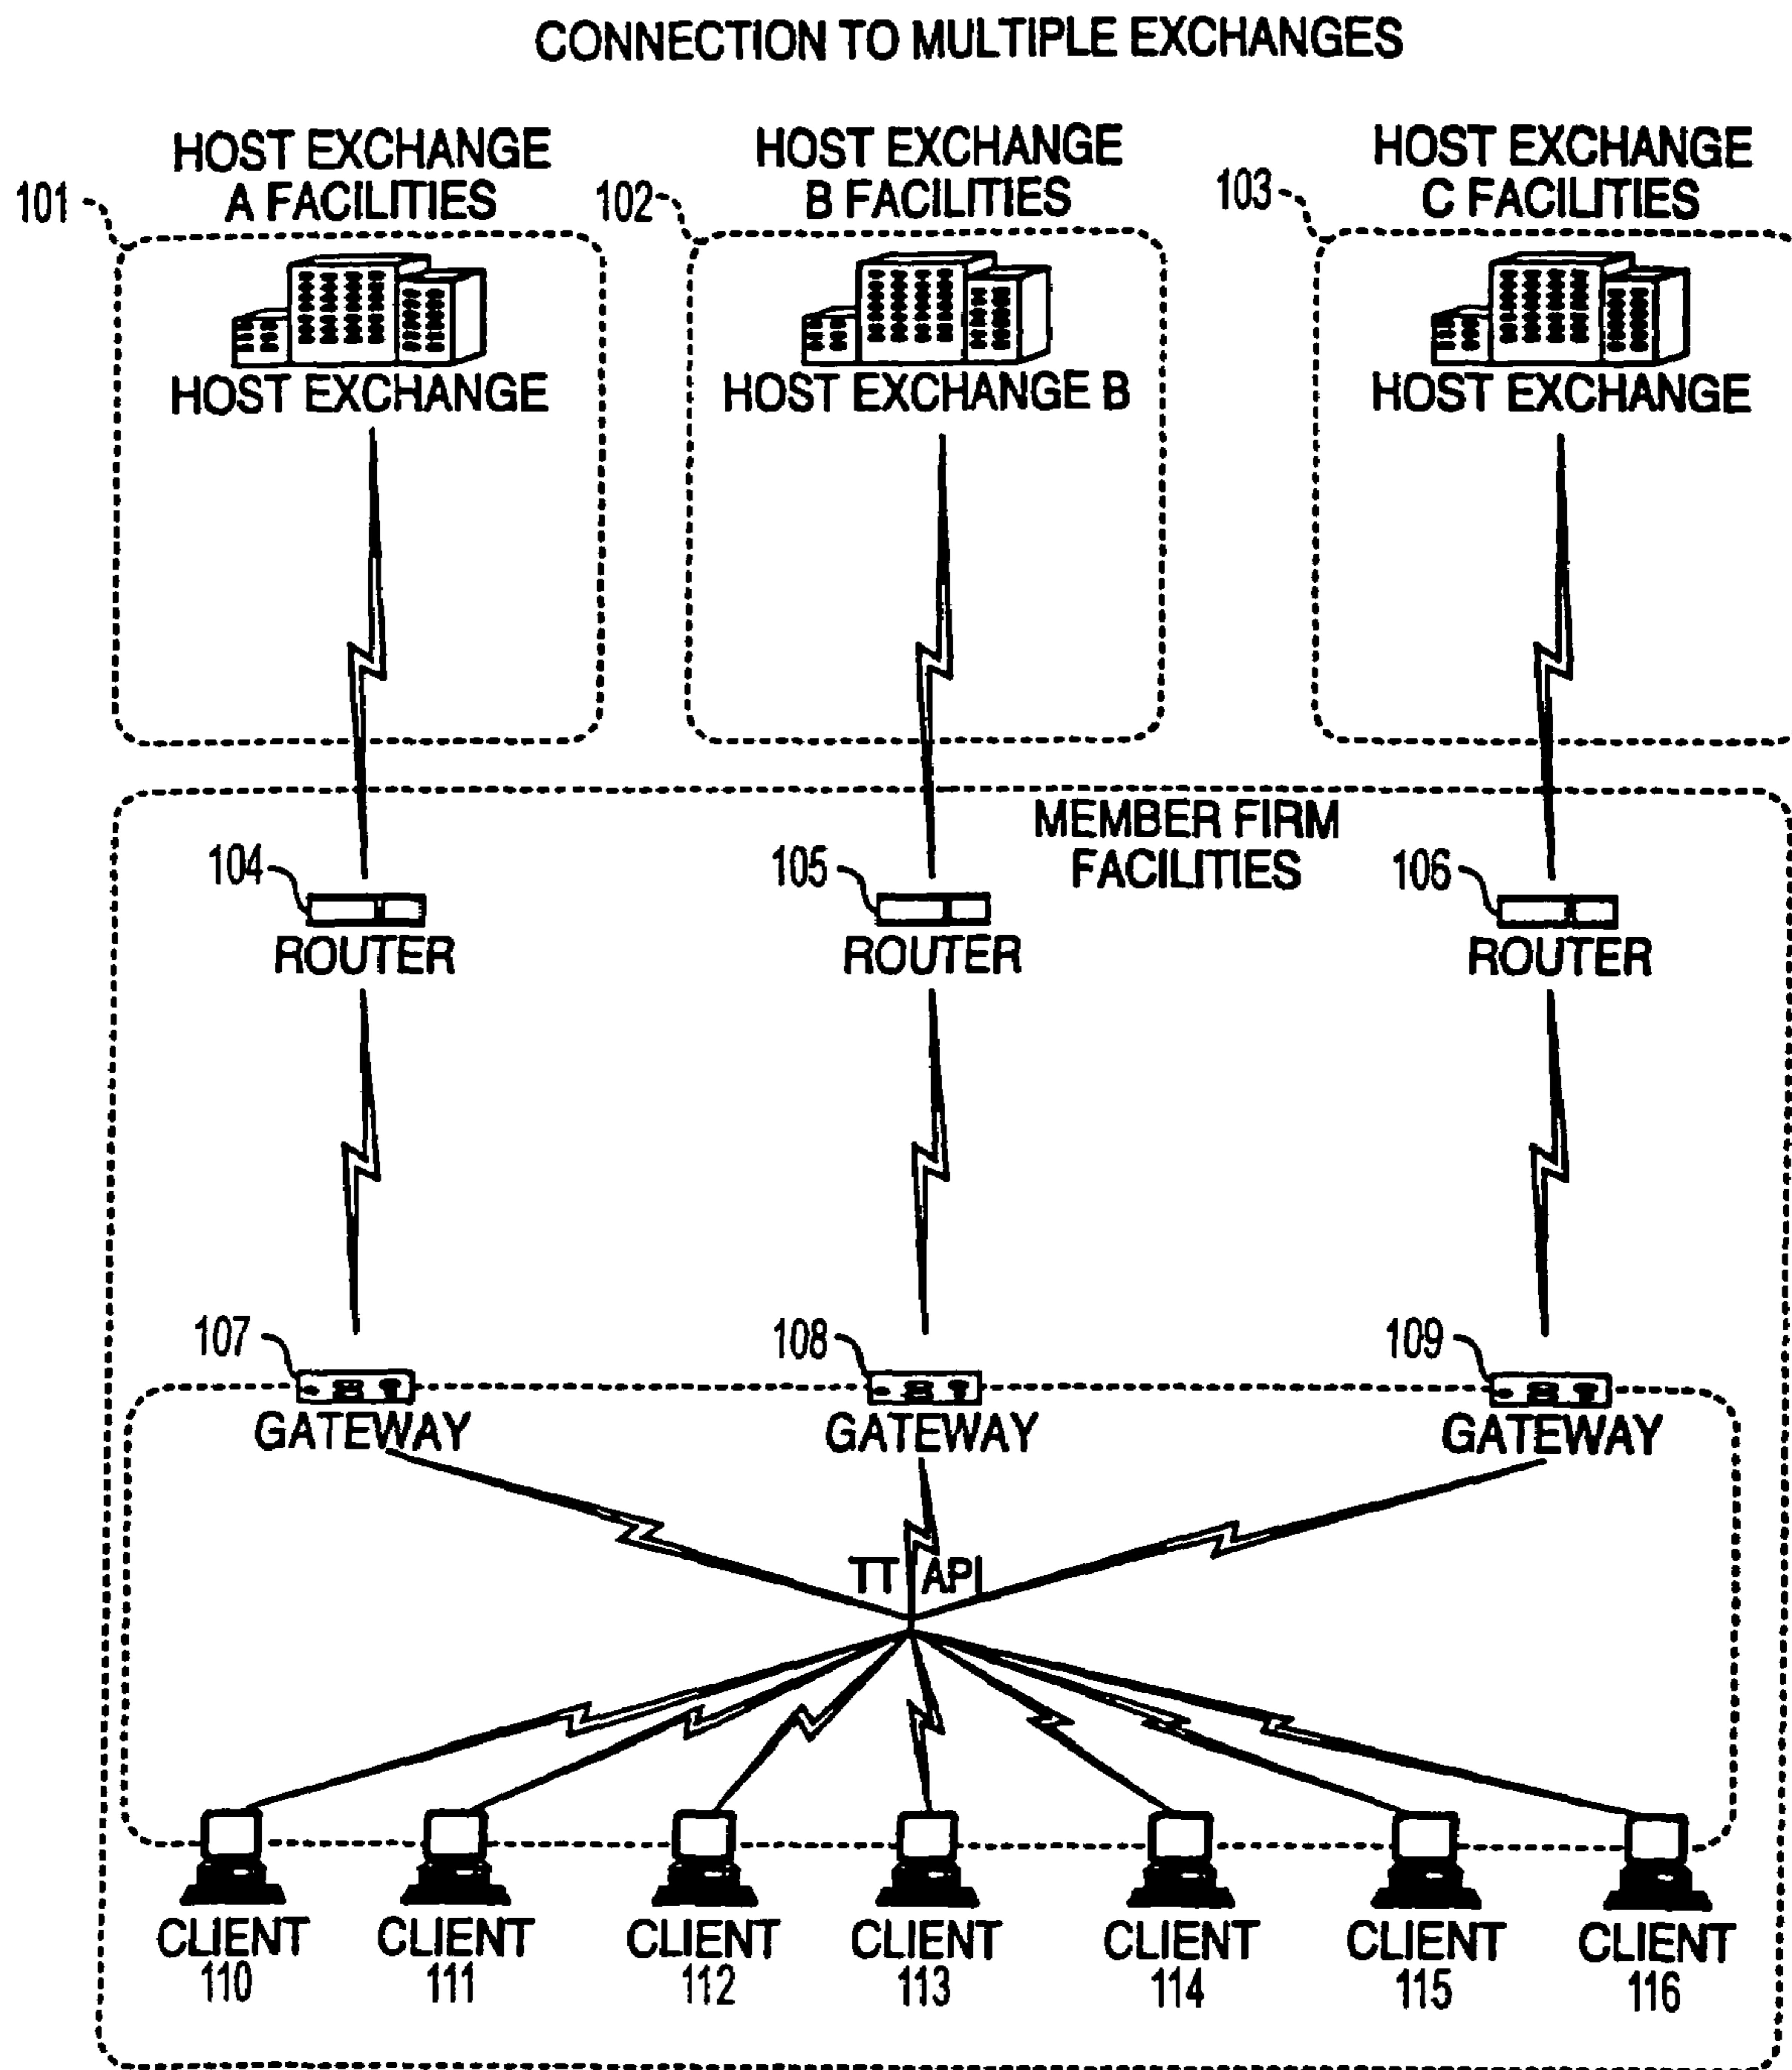 CONNECTION TO MULTIPLE EXCHANGES
HOST EXCHANGE
A FACILITIES
HOST EXCHANGE
B FACILITIES
HOST EXCHANGE
C FACILITIES
101
102
103
HOST EXCHANGE
HOST EXCHANGE B
HOST EXCHANGE
MEMBER FIRM
FACILITIES
104
105
106
ROUTER
ROUTER
ROUTER
107
108
109
GATEWAY
GATEWAY
GATEWAY
TT API
CLIENT
110
CLIENT
111
CLIENT
112
CLIENT
113
CLIENT
114
CLIENT
115
CLIENT
116